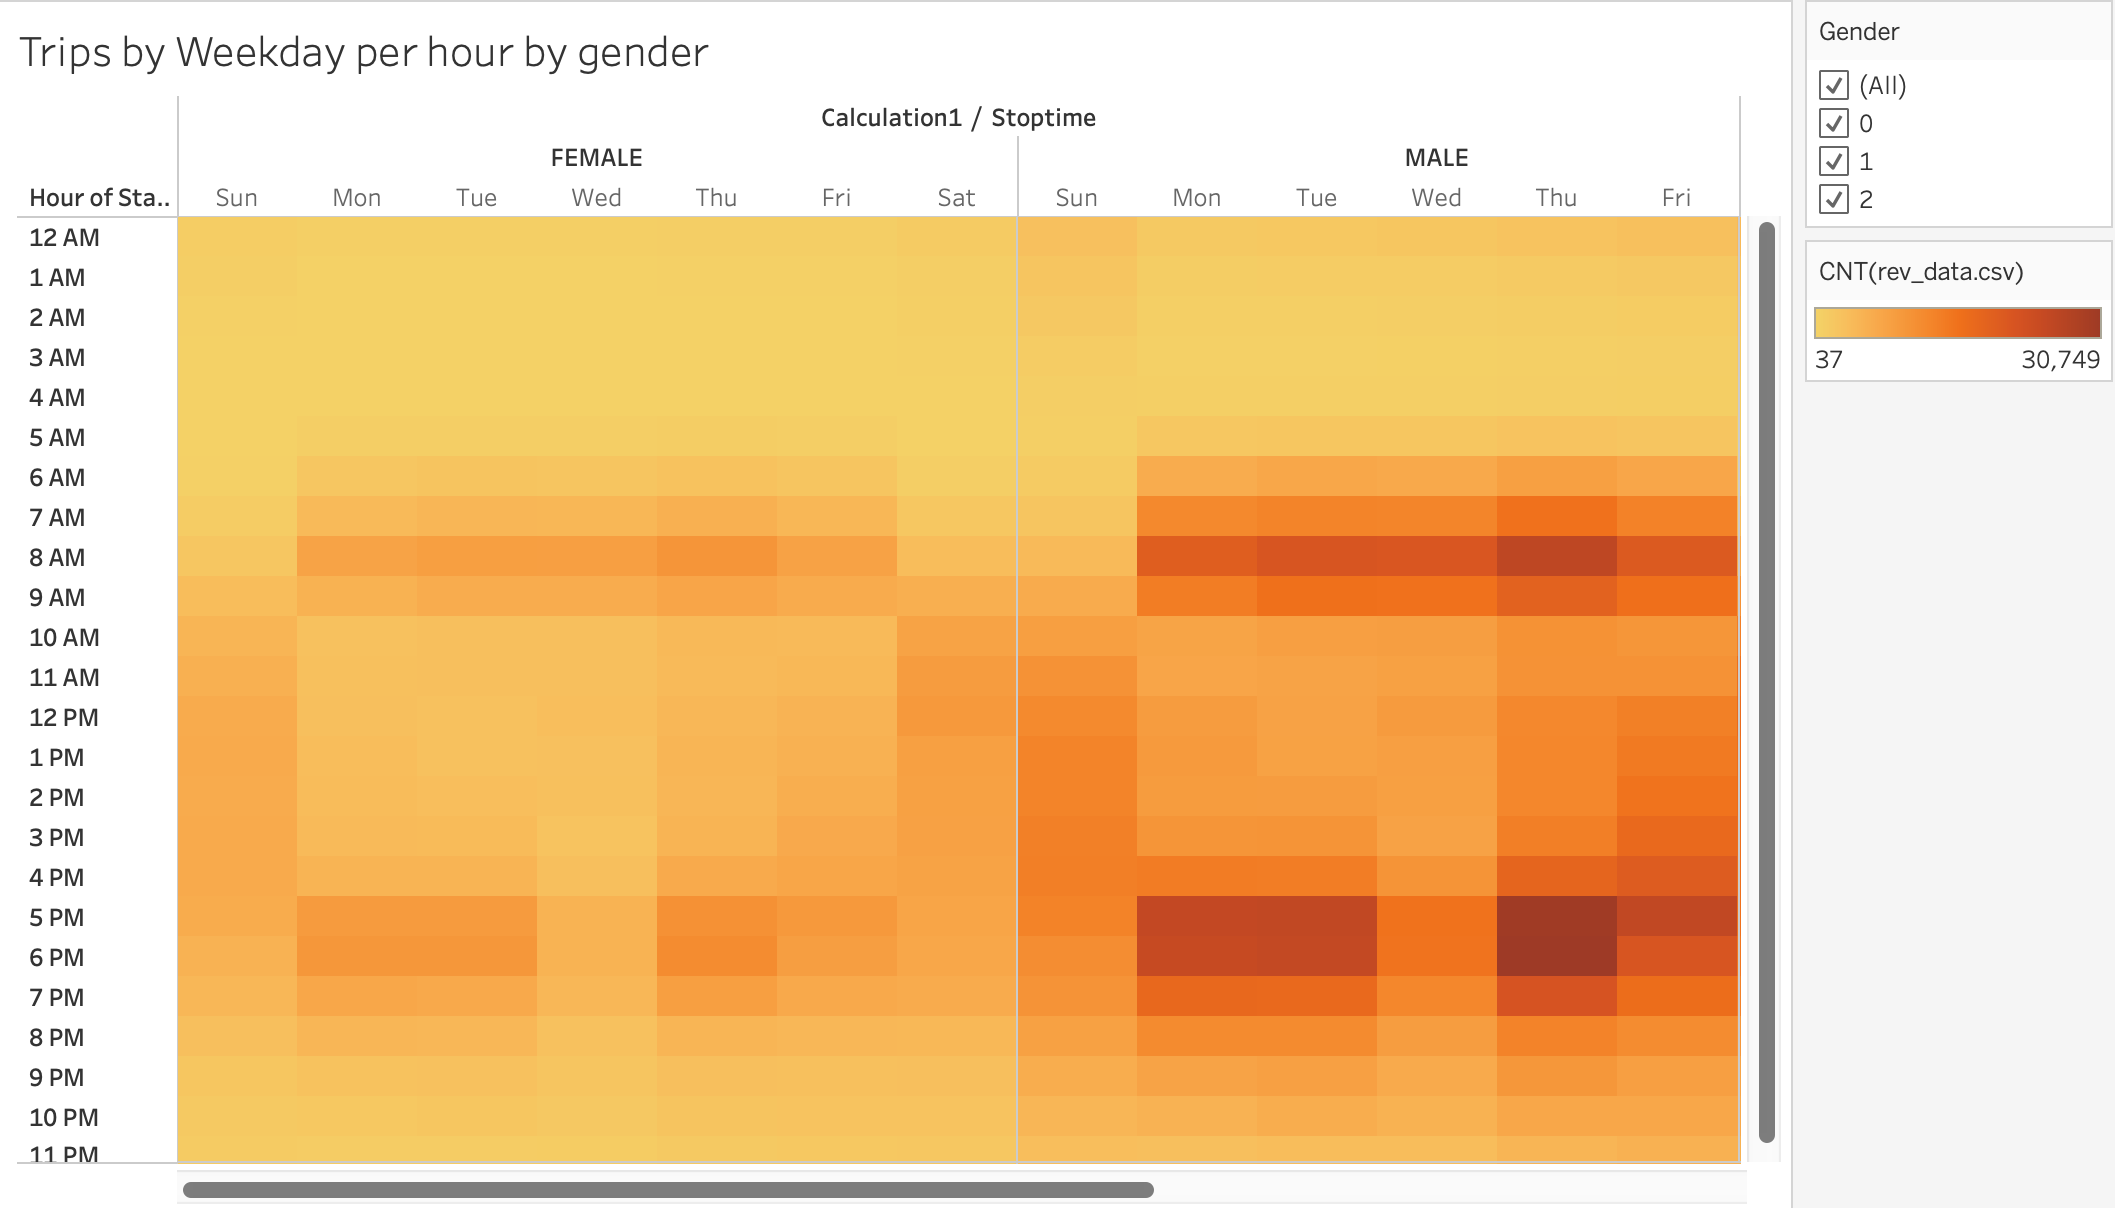 Trips by Weekday per hour by gender
Calculation1 / Stoptime
FEMALE MALE
Hour of Sta.. Sun Mon Tue Wed Thu Fri Sat Sun Mon Tue Wed Thu Fri
12 AM
1 AM
2 AM
3 AM
4 AM
5 AM
6 AM
7 AM
8 AM
9 AM
10 AM
11 AM
12 PM
1 PM
2 PM
3 PM
4 PM
5 PM
6 PM
7 PM
8 PM
9 PM
10 PM
11 PM
Gender
(All)
0
1
2
CNT(rev_data.csv)
37 30,749